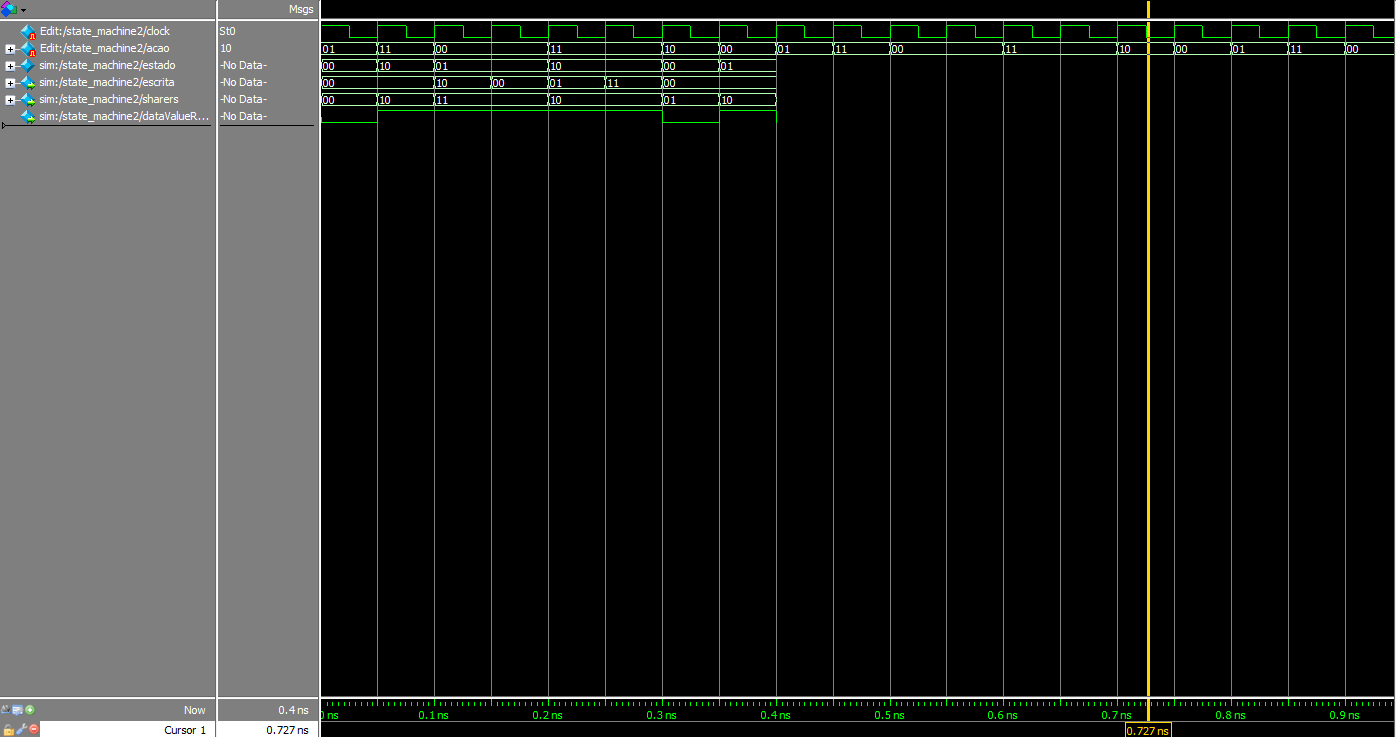 Msgs
Edit:/state_machine2/clock St0
Edit:/state_machine2/acao 10 01 11 00 11 10 00 01 11 00 11 10 00 01 11 00
sim:/state_machine2/estado -No Data- 00 10 01 10 00 01
sim:/state_machine2/escrita -No Data- 00 10 00 01 11 00
sim:/state_machine2/sharers -No Data- 00 10 11 10 01 10
sim:/state_machine2/dataValueR... -No Data-
Now 0.4 ns 0 ns 0.1 ns 0.2 ns 0.3 ns 0.4 ns 0.5 ns 0.6 ns 0.7 ns 0.8 ns 0.9 ns
Cursor 1 0.727 ns 0.727 ns